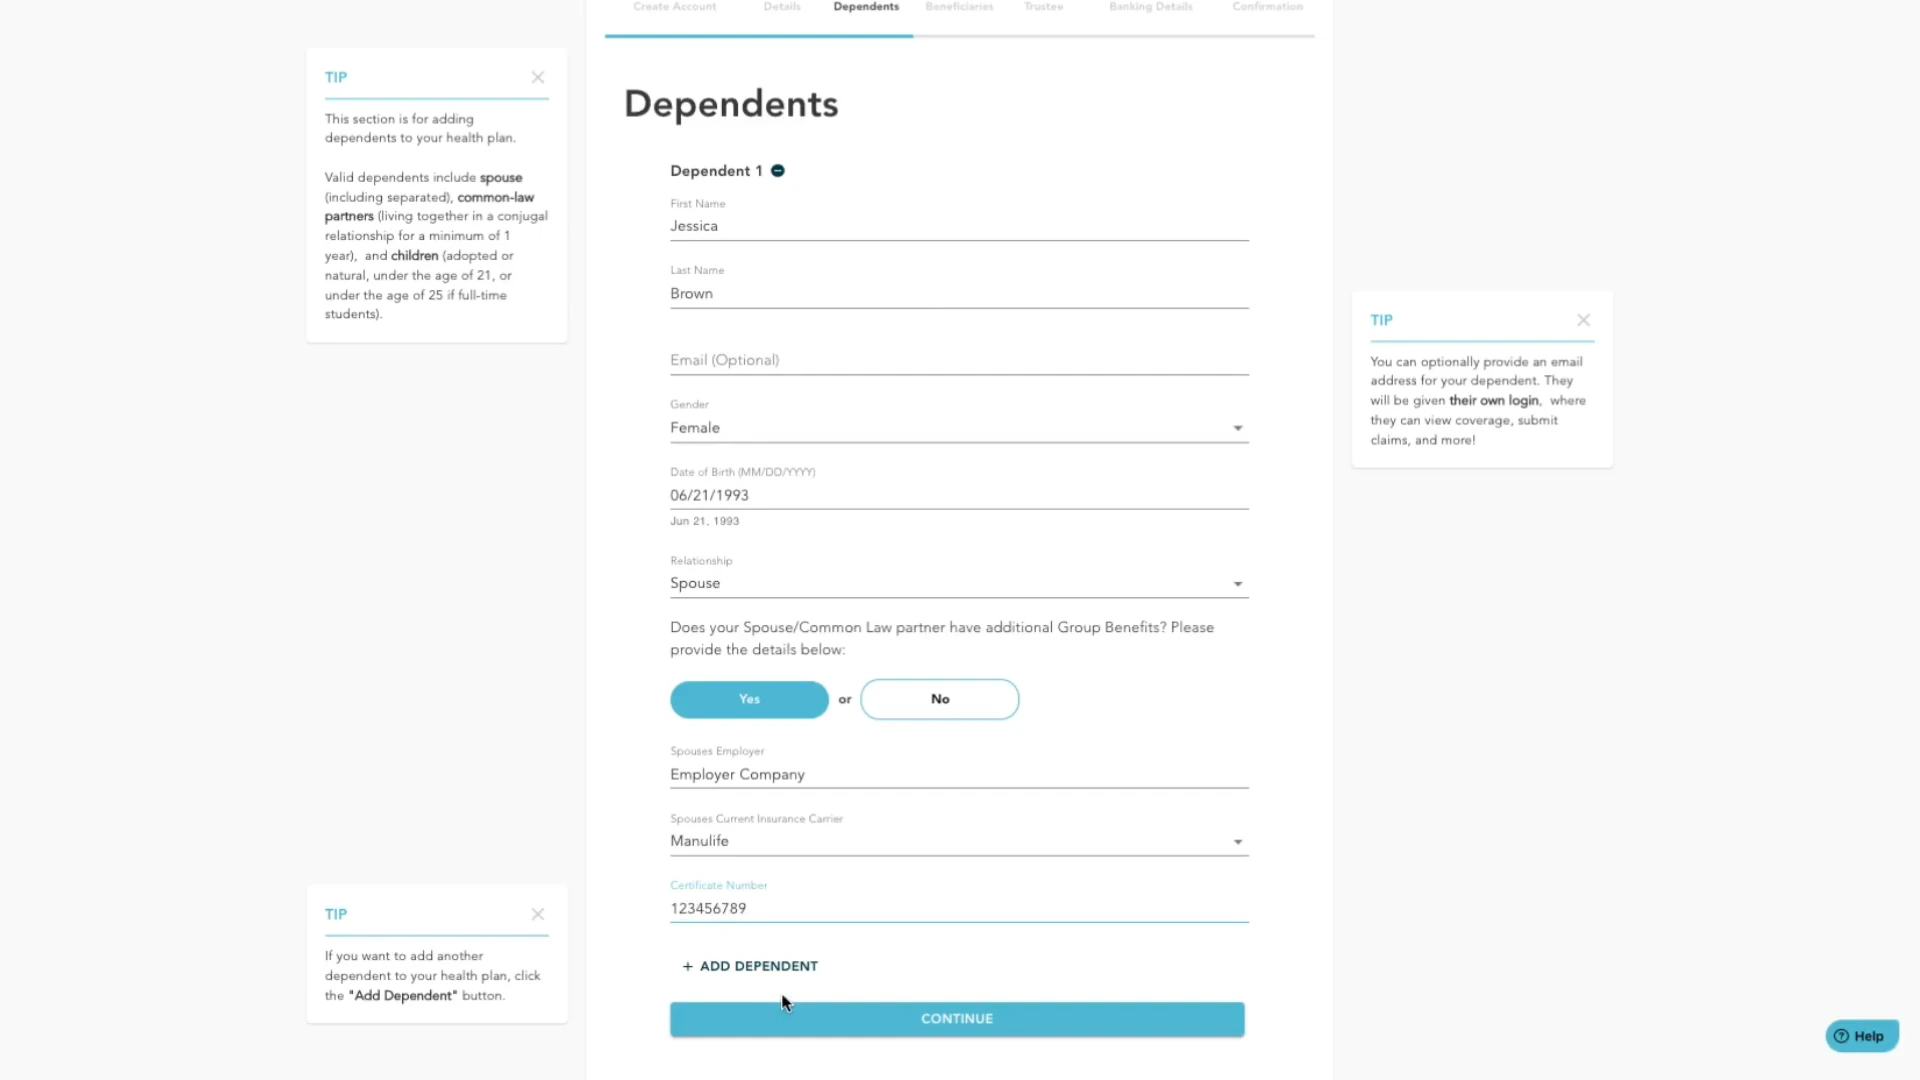 Create Account Details Dependents Beneficiaries Trustee Banking Details Confirmation
TIP
This section is for adding
dependents to your health plan.
Valid dependents include spouse
(including separated), common-law
partners (living together in a conjugal
relationship for a minimum of 1
year), and children (adopted or
natural, under the age of 21, or
under the age of 25 if full-time
students).
Dependents
Dependent 1
First Name
Jessica
Last Name
Brown
Email (Optional)
Gender
Female
Date of Birth (MM/DD/YYYY)
06/21/1993
Jun 21, 1993
Relationship
Spouse
Does your Spouse/Common Law partner have additional Group Benefits? Please
provide the details below:
Yes or No
Spouses Employer
Employer Company
Spouses Current Insurance Carrier
Manulife
Certificate Number
123456789
+ ADD DEPENDENT
CONTINUE
TIP
You can optionally provide an email
address for your dependent. They
will be given their own login, where
they can view coverage, submit
claims, and more!
TIP
If you want to add another
dependent to your health plan, click
the "Add Dependent" button.
? Help